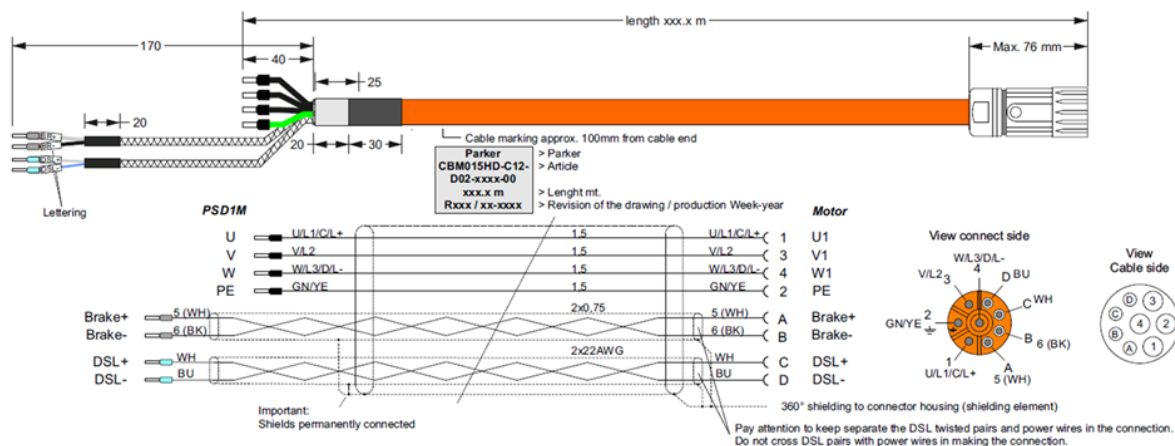 length xxx.x m
170
Max. 76 mm
40
25
20
20
30
Cable marking approx. 100mm from cable end
Parker > Parker
CBM015HD-C12- > Article
D02-xxxx-00
xxx.x m > Lenght mt.
Rxxx / xx-xxxx > Revision of the drawing / production Week-year
Lettering
PSD1M
Motor
U U/L1/C/L+ 1,5 U/L1/C/L+ 1 U1
V V/L2 1,5 V/L2 3 V1
W W/L3/D/L- 1,5 W/L3/D/L- 4 W1
PE GN/YE 1,5 GN/YE 2 PE
Brake+ 5 (WH) 2x0,75 5 (WH) A Brake+
Brake- 6 (BK) 6 (BK) B Brake-
DSL+ WH 2x22AWG WH C DSL+
DSL- BU BU D DSL-
View connect side
W/L3/D/L-
4
V/L2 3
D BU
C WH
2
GN/YE
B 6 (BK)
1
U/L1/C/L+
A
5 (WH)
View
Cable side
D 3
C 4 2
B
A 1
Important:
Shields permanently connected
360° shielding to connector housing (shielding element)
Pay attention to keep separate the DSL twisted pairs and power wires in the connection.
Do not cross DSL pairs with power wires in making the connection.